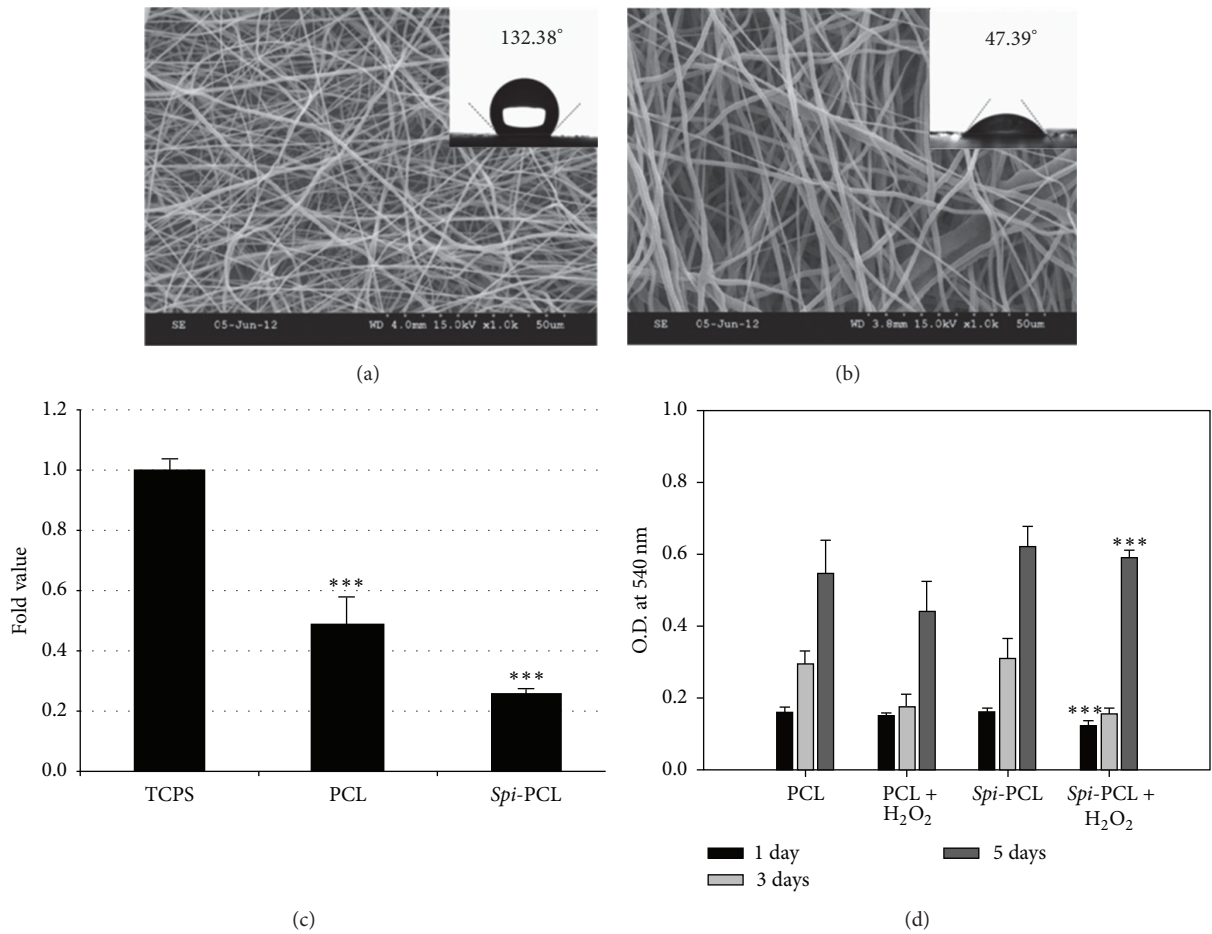 132.38°
SE 05-Jun-12 WD 4.0mm 15.0kV x1.0k 50um
(a)
47.39°
SE 05-Jun-12 WD 3.8mm 15.0kV x1.0k 50um
(b)
Fold value
1.2
1.0
0.8
0.6
0.4
0.2
0.0
***
***
TCPS PCL Spi-PCL
(c)
O.D. at 540 nm
1.0
0.8
0.6
0.4
0.2
0.0
***
***
PCL
PCL + H₂O₂
Spi-PCL
Spi-PCL + H₂O₂
1 day
3 days
5 days
(d)